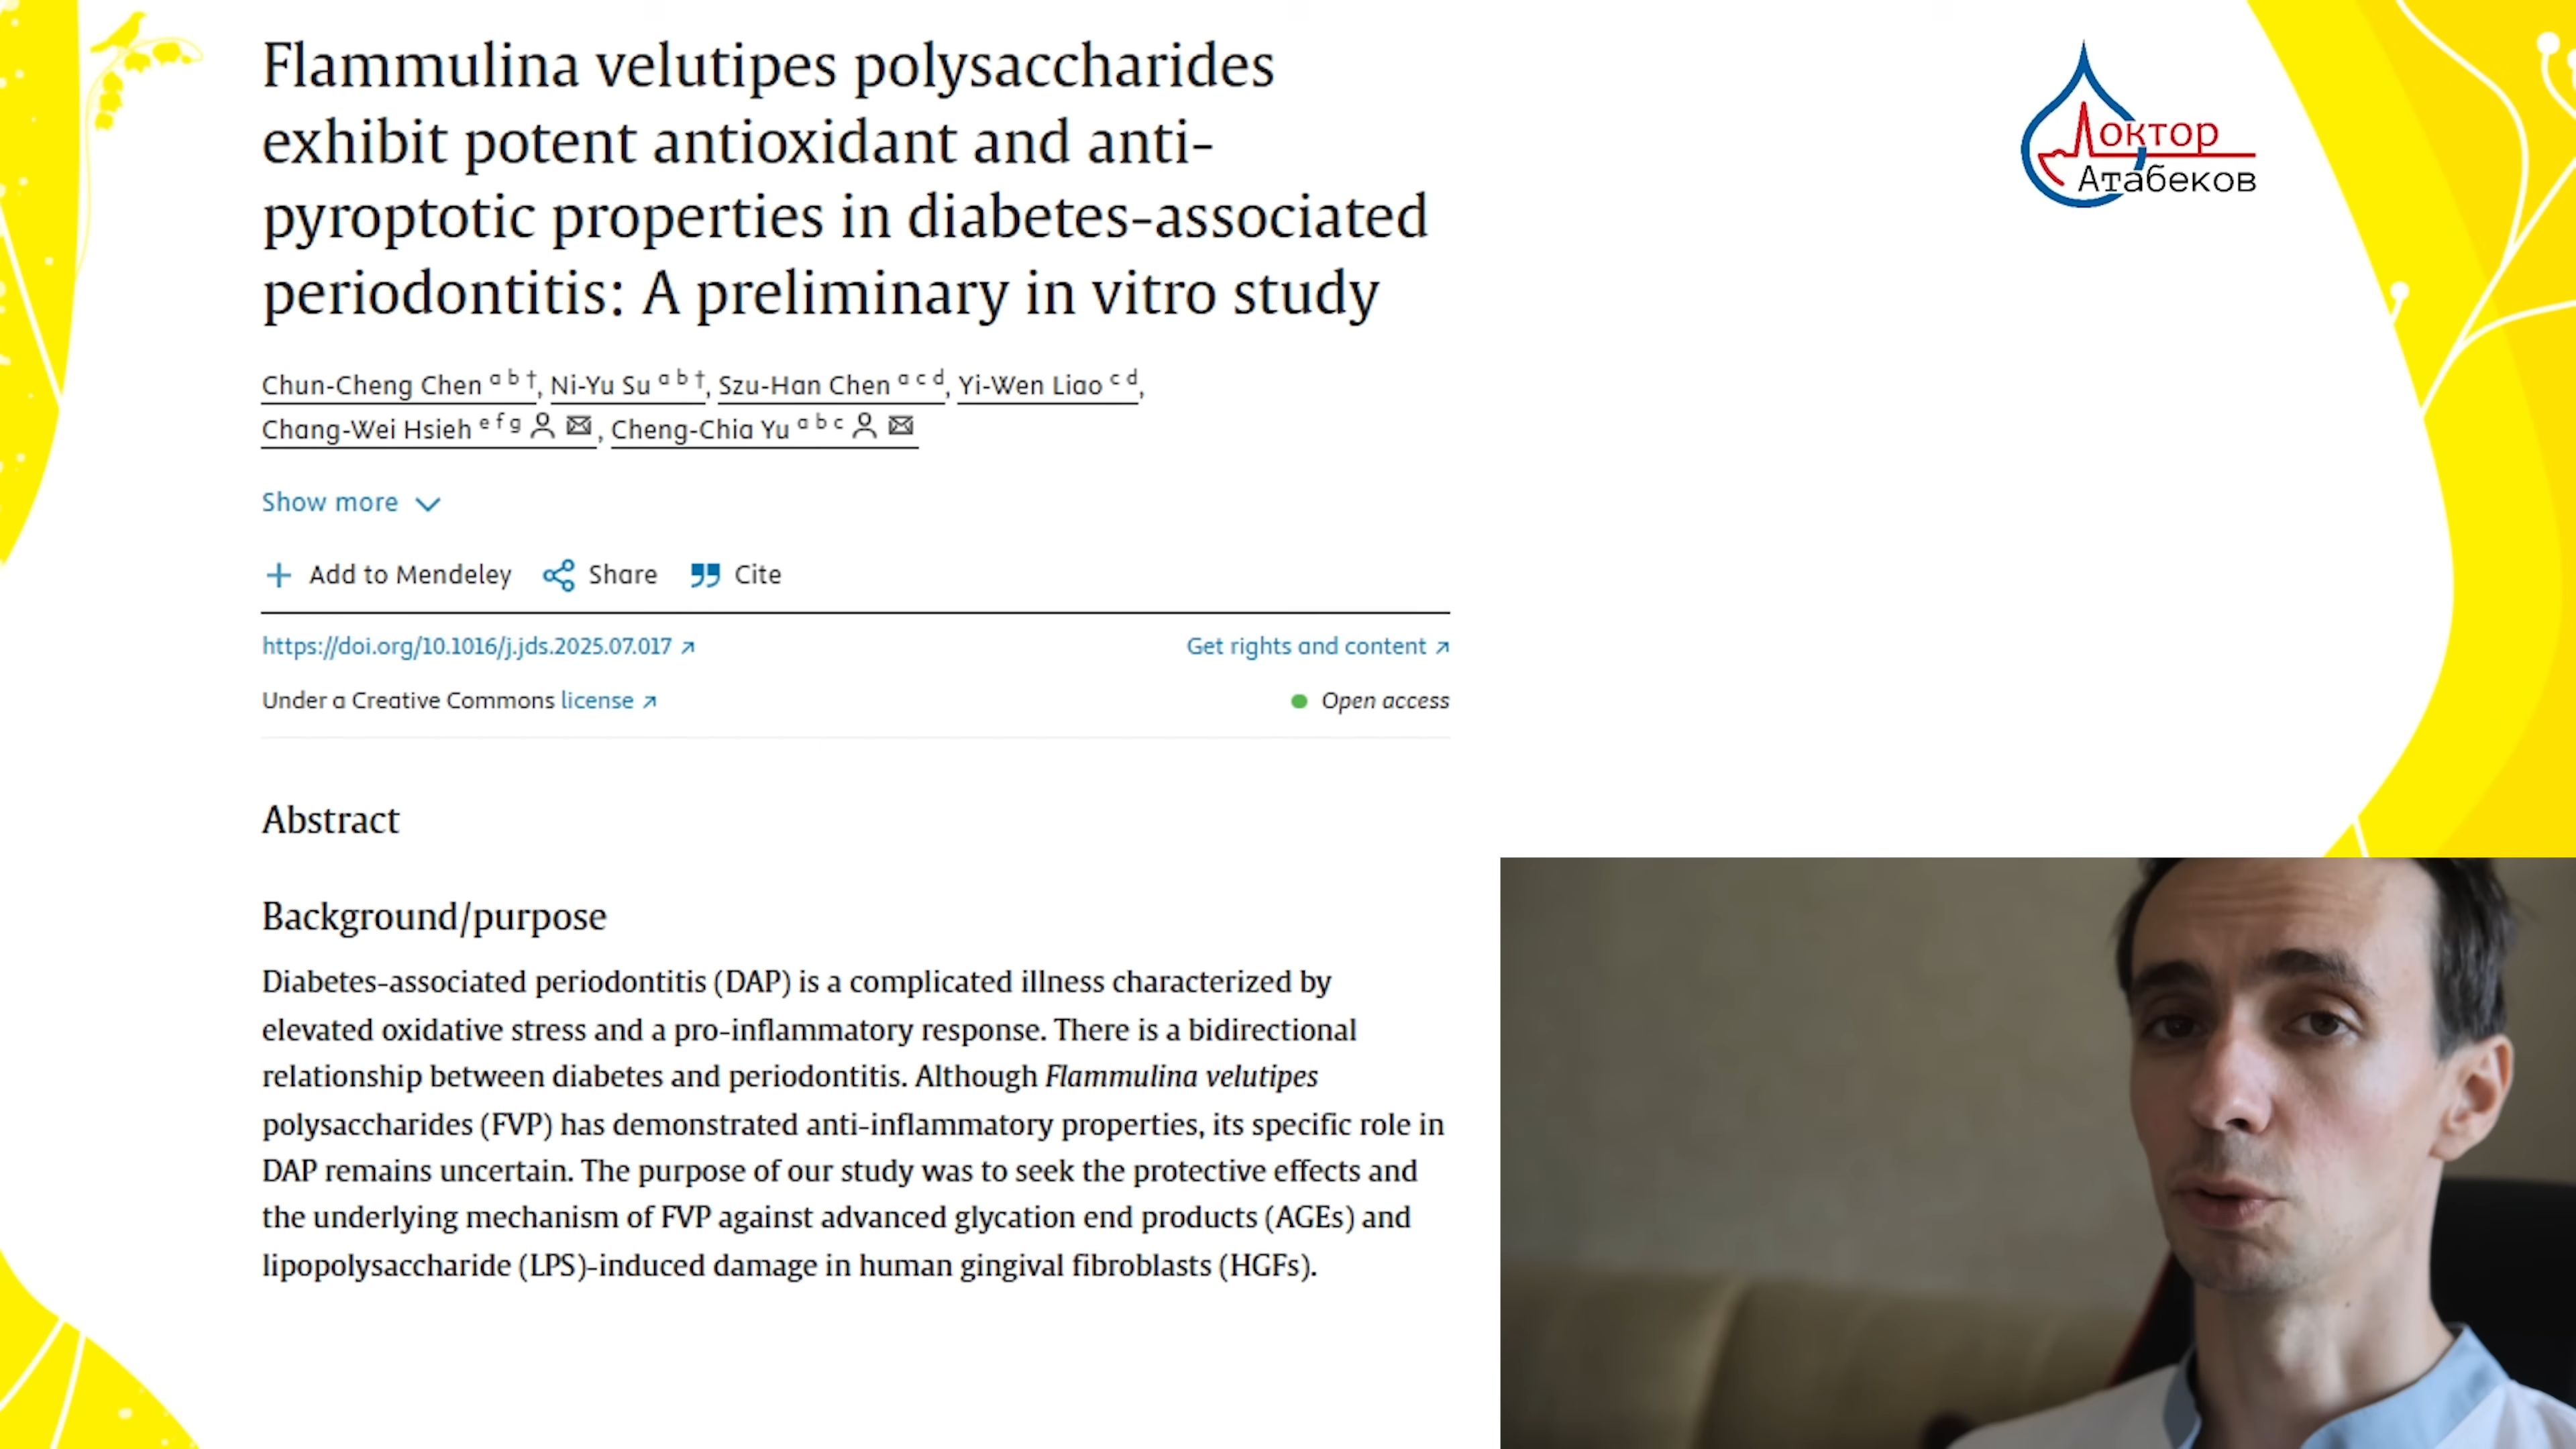 Flammulina velutipes polysaccharides
exhibit potent antioxidant and anti-
pyroptotic properties in diabetes-associated
periodontitis: A preliminary in vitro study
Chun-Cheng Chen a b †, Ni-Yu Su a b †, Szu-Han Chen a c d, Yi-Wen Liao c d,
Chang-Wei Hsieh e f g, Cheng-Chia Yu a b c
Show more
Add to Mendeley Share Cite
https://doi.org/10.1016/j.jds.2025.07.017 Get rights and content
Under a Creative Commons license Open access
Abstract
Background/purpose
Diabetes-associated periodontitis (DAP) is a complicated illness characterized by
elevated oxidative stress and a pro-inflammatory response. There is a bidirectional
relationship between diabetes and periodontitis. Although Flammulina velutipes
polysaccharides (FVP) has demonstrated anti-inflammatory properties, its specific role in
DAP remains uncertain. The purpose of our study was to seek the protective effects and
the underlying mechanism of FVP against advanced glycation end products (AGEs) and
lipopolysaccharide (LPS)-induced damage in human gingival fibroblasts (HGFs).
Доктор
Атабеков